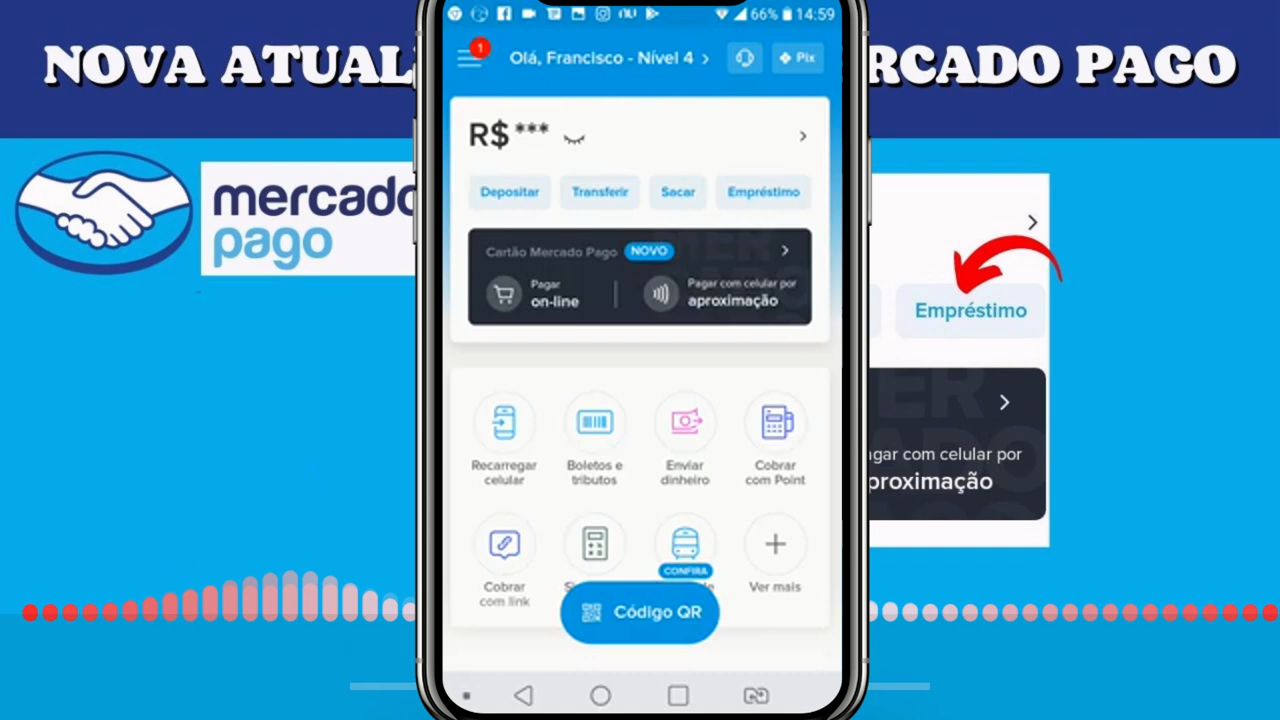 NOVA ATUAL
RCADO PAGO
mercado
pago
66% 14:59
1
Olá, Francisco - Nível 4
Pix
R$ ***
Depositar
Transferir
Sacar
Empréstimo
Cartão Mercado Pago NOVO
Pagar
on-line
Pagar com celular por
aproximação
Recarregar
celular
Boletos e
tributos
Enviar
dinheiro
Cobrar
com Point
Cobrar
com link
CONFIRA
Ver mais
Código QR
Empréstimo
agar com celular por
proximação